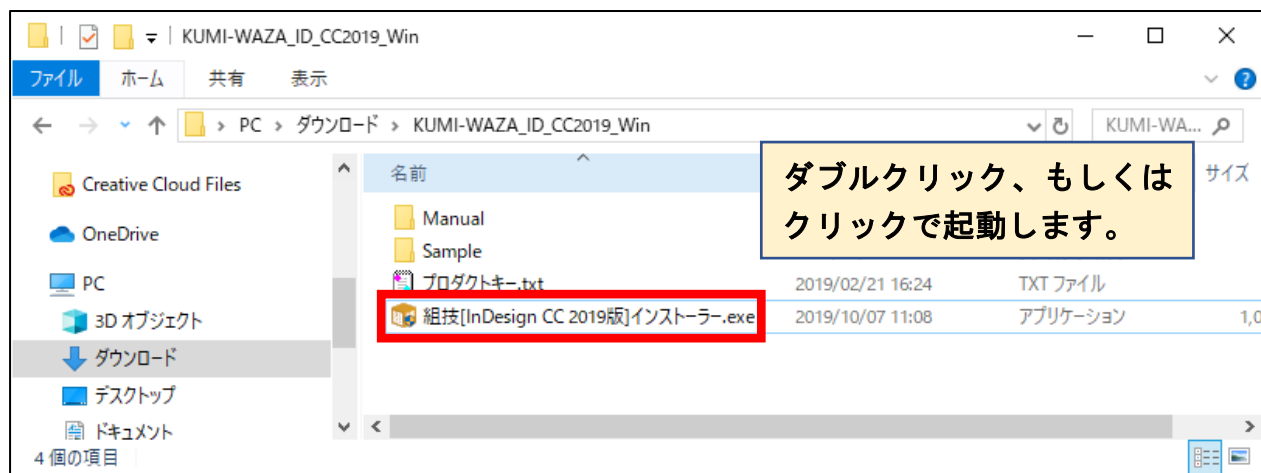 KUMI-WAZA_ID_CC2019_Win
ファイル ホーム 共有 表示
PC › ダウンロード › KUMI-WAZA_ID_CC2019_Win
KUMI-WA...
Creative Cloud Files
OneDrive
PC
3D オブジェクト
ダウンロード
デスクトップ
ドキュメント
名前
サイズ
ダブルクリック、もしくは
クリックで起動します。
Manual
Sample
プロダクトキー.txt 2019/02/21 16:24 TXT ファイル
組技[InDesign CC 2019版]インストーラー.exe 2019/10/07 11:08 アプリケーション 1,0
4 個の項目